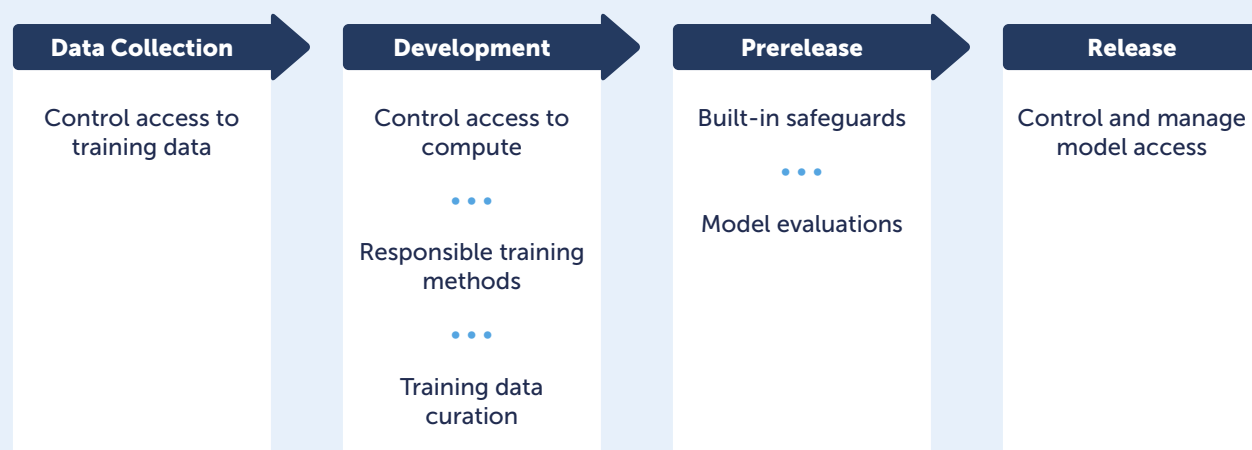 Data Collection
Control access to
training data
Development
Control access to
compute
Responsible training
methods
Training data
curation
Prerelease
Built-in safeguards
Model evaluations
Release
Control and manage
model access